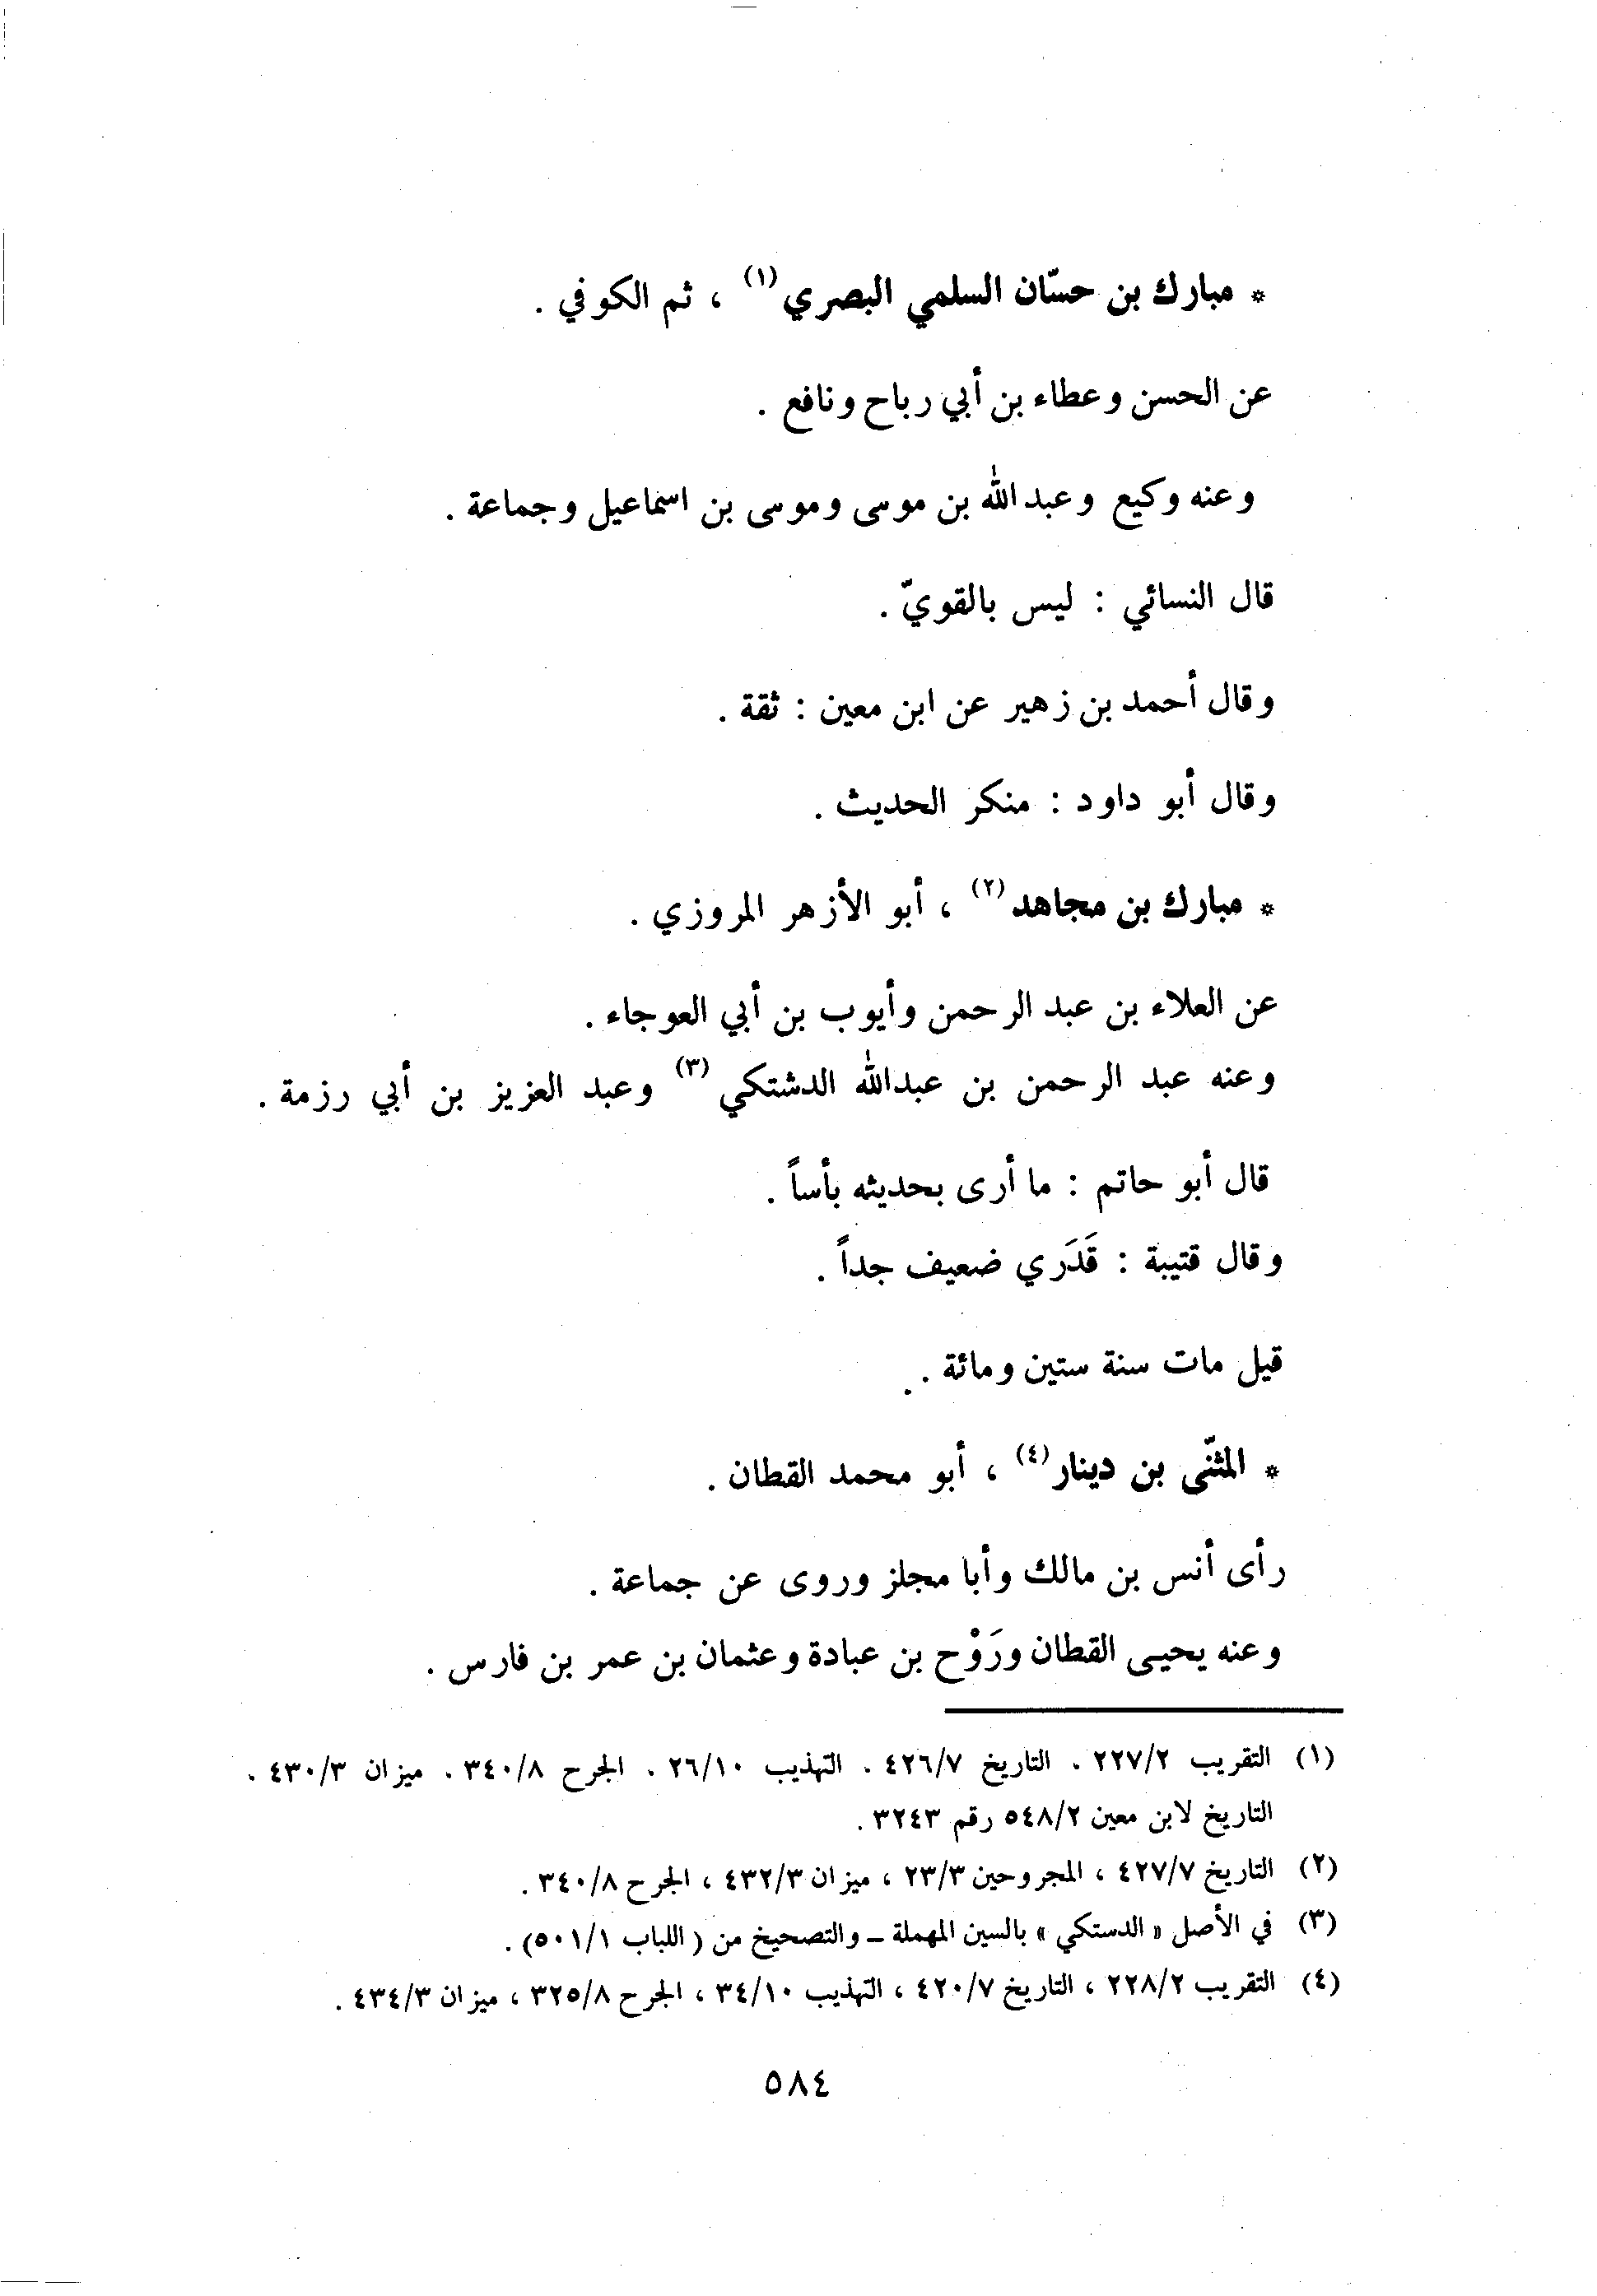 * مبارك بن حسّان السلمي البصري(١) ، ثم الكوفي .
عن الحسن وعطاء بن أبي رباح ونافع .
وعنه وكيع وعبدالله بن موسى وموسى بن اسماعيل وجماعة .
قال النسائي : ليس بالقويّ .
وقال أحمد بن زهير عن ابن معين : ثقة .
وقال أبو داود : منكر الحديث .
* مبارك بن مجاهد(٢) ، أبو الأزهر المروزي .
عن العلاء بن عبد الرحمن وأيوب بن أبي العوجاء .
وعنه عبد الرحمن بن عبدالله الدشتكي(٣) وعبد العزيز بن أبي رزمة .
قال أبو حاتم : ما أرى بحديثه بأساً .
وقال قتيبة : قَدَري ضعيف جداً .
قيل مات سنة ستين ومائة .
* المثنّى بن دينار(٤) ، أبو محمد القطان .
رأى أنس بن مالك وأبا مجلز وروى عن جماعة .
وعنه يحيى القطان ورَوْح بن عبادة وعثمان بن عمر بن فارس .
(١) التقريب ٢٢٧/٢ . التاريخ ٤٢٦/٧ . التهذيب ٢٦/١٠ . الجرح ٣٤٠/٨ . ميزان ٤٣٠/٣ .
التاريخ لابن معين ٥٤٨/٢ رقم ٣٢٤٣ .
(٢) التاريخ ٤٢٧/٧ ، المجروحين ٢٣/٣ ، ميزان ٤٣٢/٣ ، الجرح ٣٤٠/٨ .
(٣) في الأصل « الدستكي » بالسين المهملة ـ والتصحيخ من ( اللباب ٥٠١/١) .
(٤) التقريب ٢٢٨/٢ ، التاريخ ٤٢٠/٧ ، التهذيب ٣٤/١٠ ، الجرح ٣٢٥/٨ ، ميزان ٤٣٤/٣ .
٥٨٤